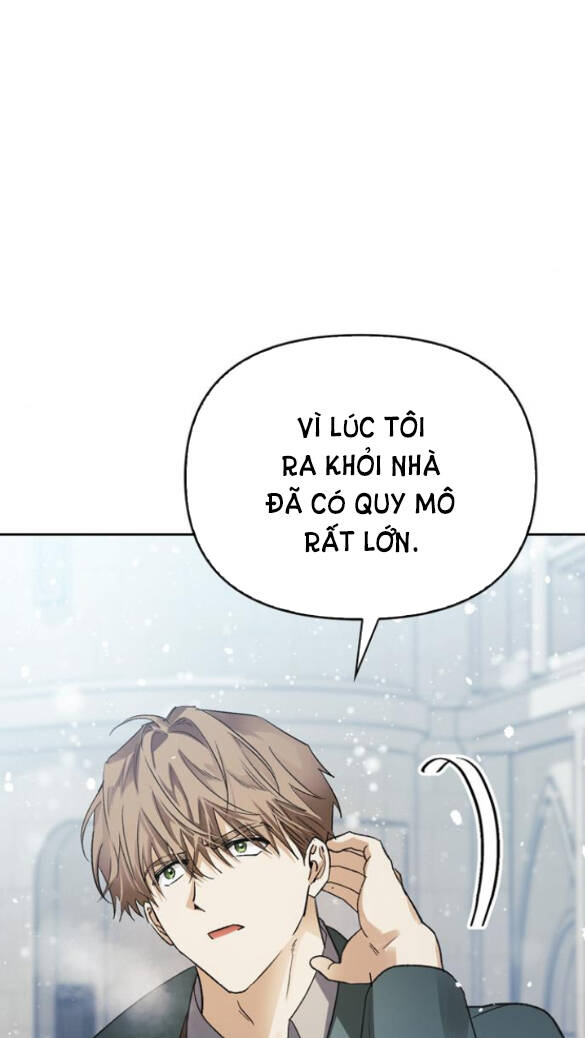 VÌ LÚC TÔI
RA KHỎI NHÀ
ĐÃ CÓ QUY MÔ
RẤT LỚN.